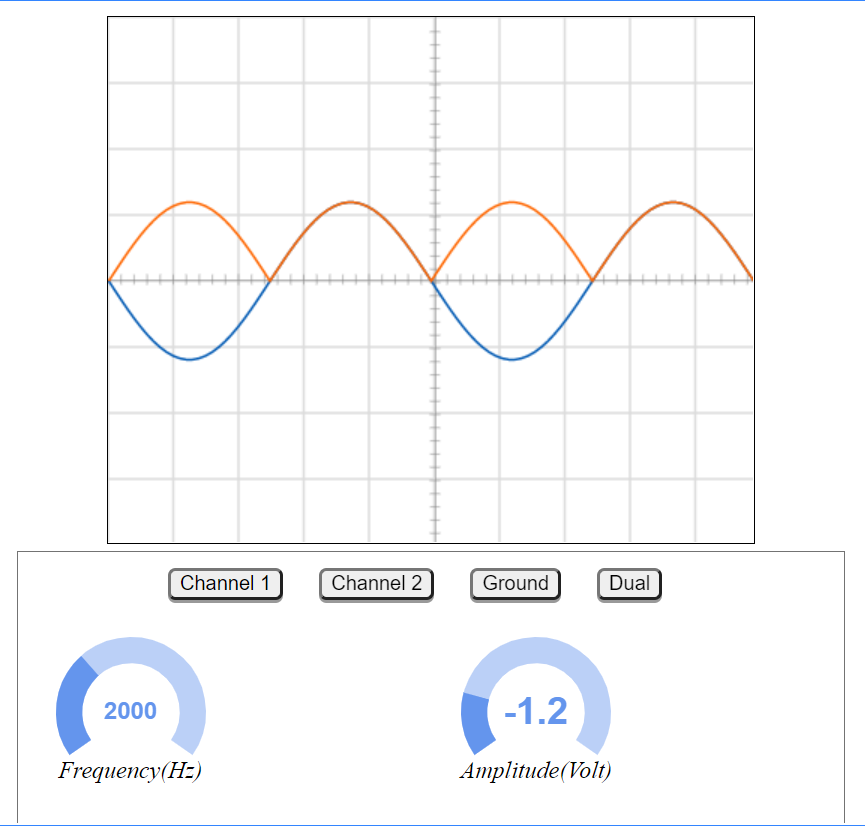 Channel 1 Channel 2 Ground Dual
2000 -1.2
Frequency(Hz) Amplitude(Volt)